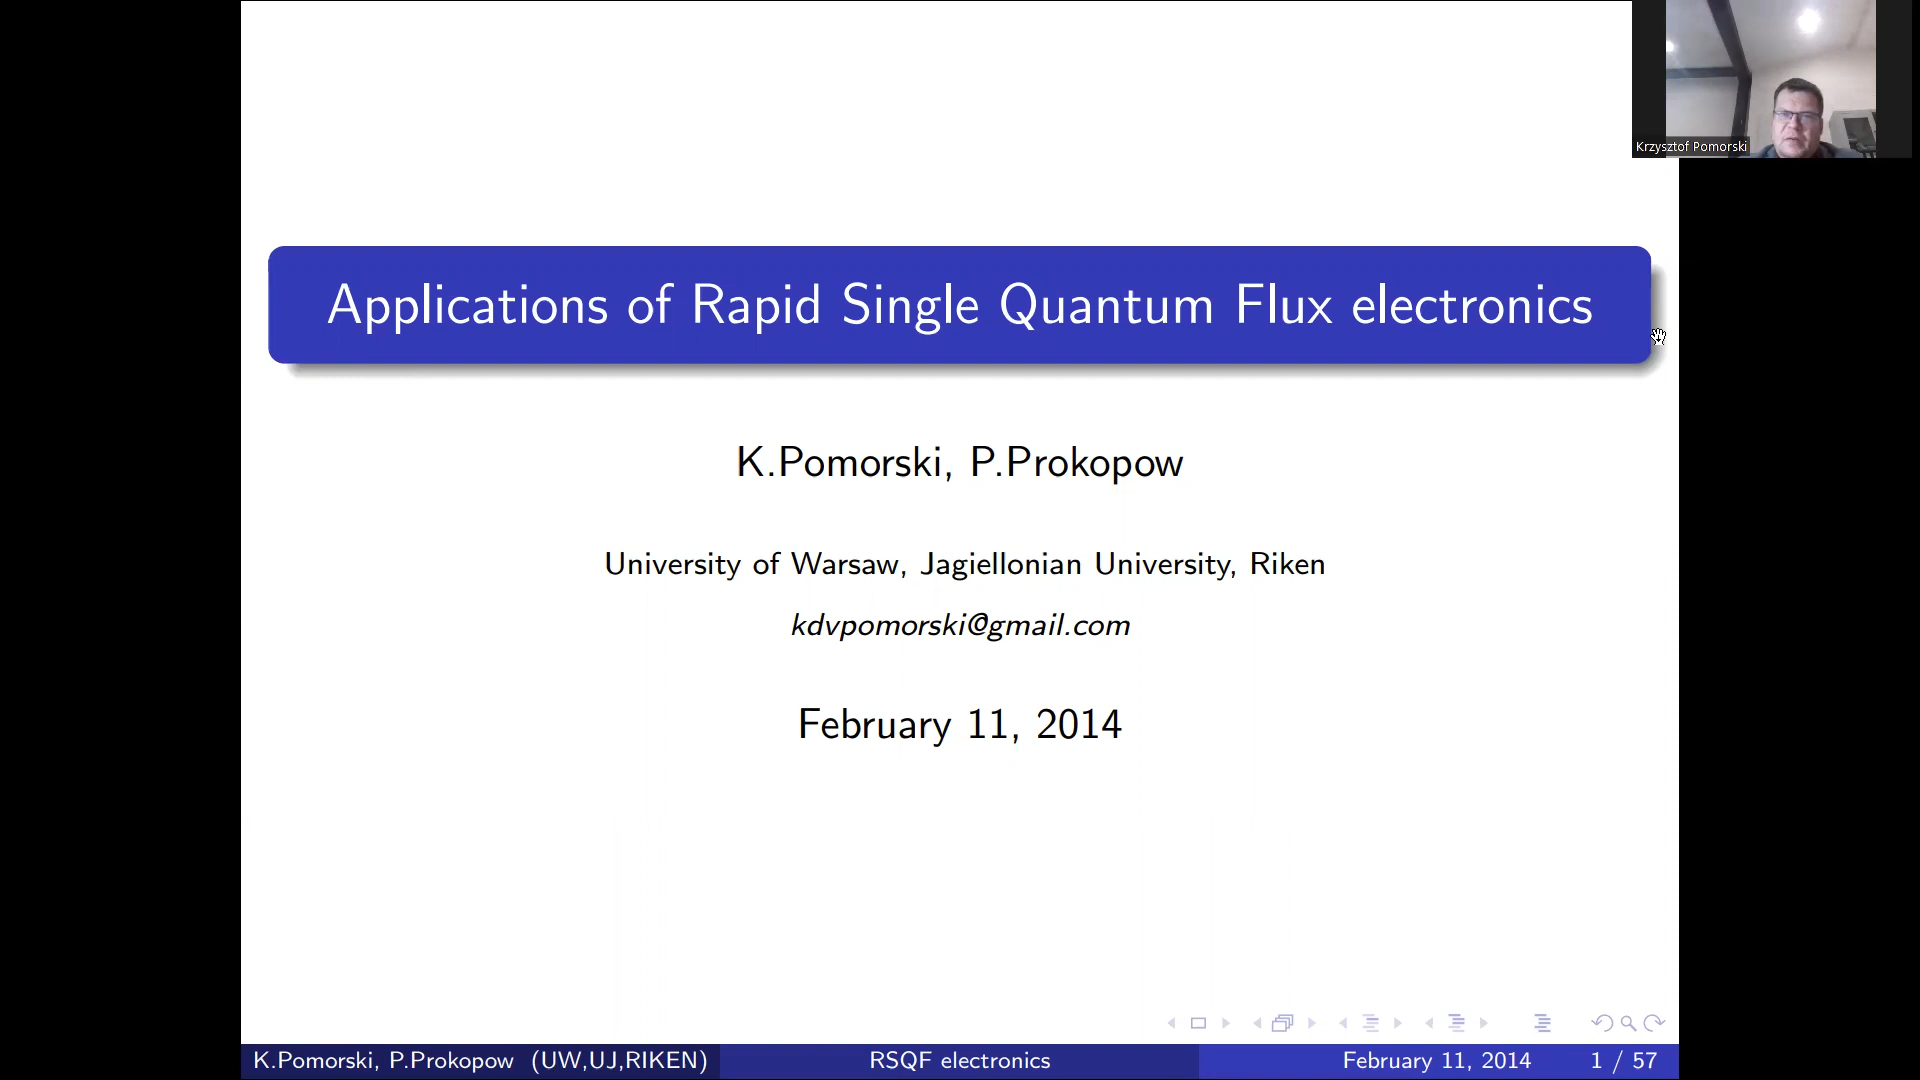 Krzysztof Pomorski
Applications of Rapid Single Quantum Flux electronics
K.Pomorski, P.Prokopow
University of Warsaw, Jagiellonian University, Riken
kdvpomorski@gmail.com
February 11, 2014
K.Pomorski, P.Prokopow (UW,UJ,RIKEN) RSQF electronics February 11, 2014 1 / 57